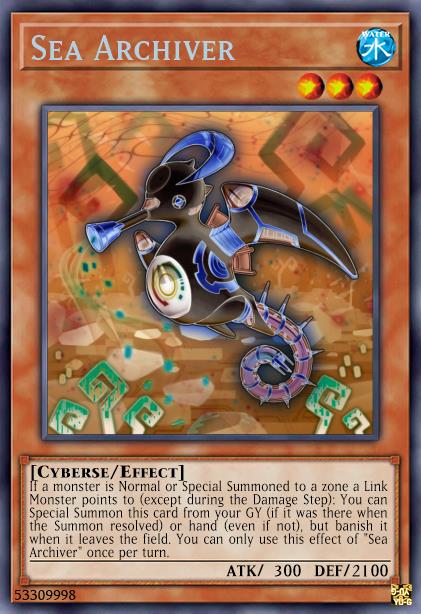 Sea Archiver
WATER
水
[Cyberse/Effect]
If a monster is Normal or Special Summoned to a zone a Link
Monster points to (except during the Damage Step): You can
Special Summon this card from your GY (if it was there when
the Summon resolved) or hand (even if not), but banish it
when it leaves the field. You can only use this effect of "Sea
Archiver" once per turn.
ATK/ 300 DEF/2100
53309998